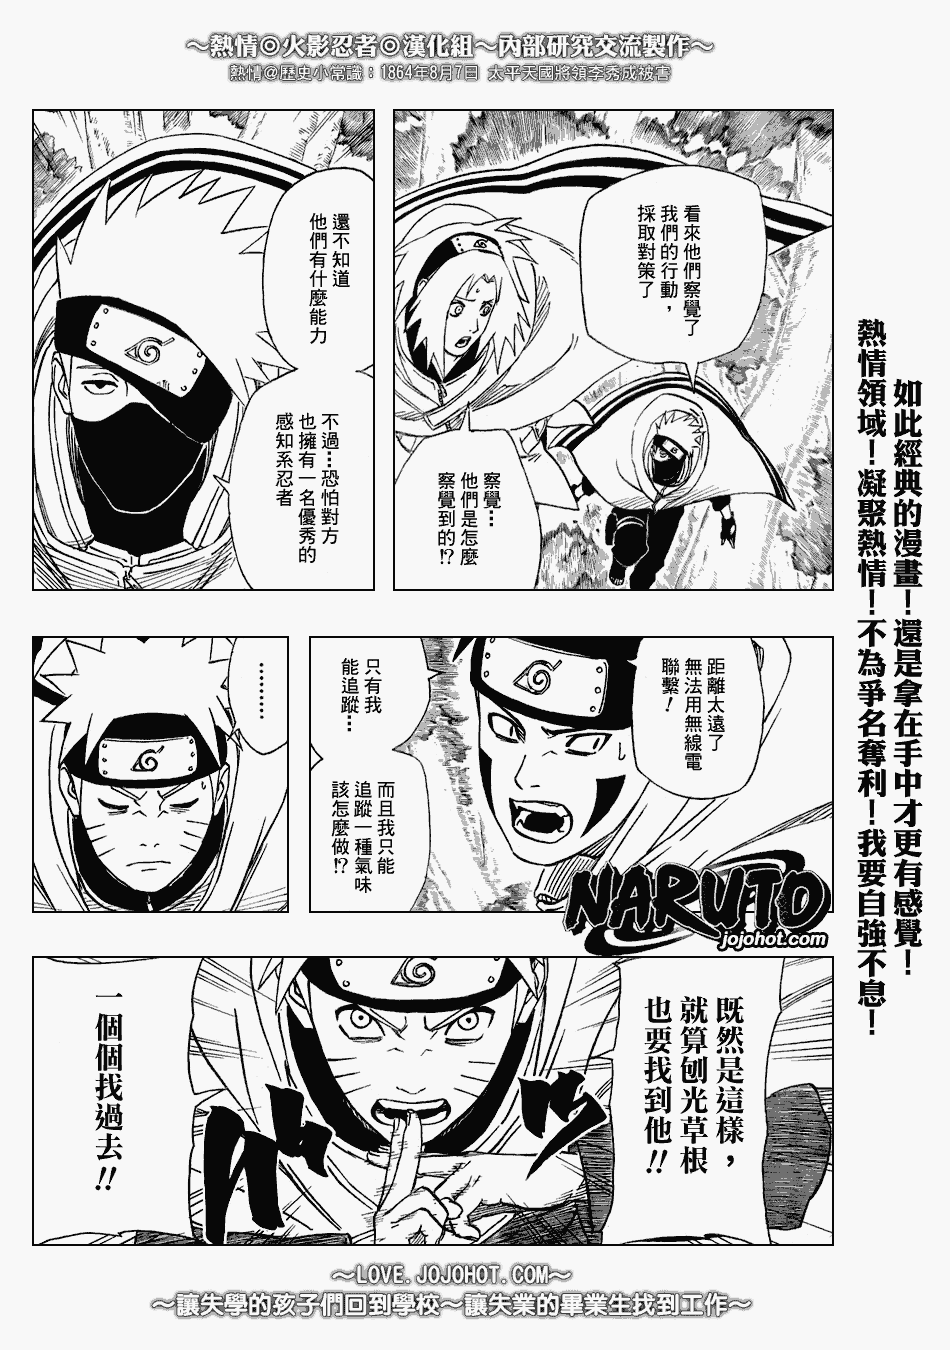 ～熱情◎火影忍者◎漢化組～內部研究交流製作～
熱情@歷史小常識：1864年8月7日 太平天國將領李秀成被害
看來他們察覺了
我們的行動，
採取對策了
察覺…
他們是怎麼
察覺到的!?
還不知道
他們有什麼能力
不過…恐怕對方
也擁有一名優秀的
感知系忍者
如此經典的漫畫！還是拿在手中才更有感覺！
熱情領域！凝聚熱情！不為爭名奪利！我要自強不息！
距離太遠了
無法用無線電
聯繫！
只有我
能追蹤…
而且我只能
追蹤一種氣味
該怎麼做!?
………
NARUTO
jojohot.com
既然是這樣，
就算刨光草根
也要找到他!!
一個個找過去!!
～LOVE.JOJOHOT.COM～
～讓失學的孩子們回到學校～讓失業的畢業生找到工作～